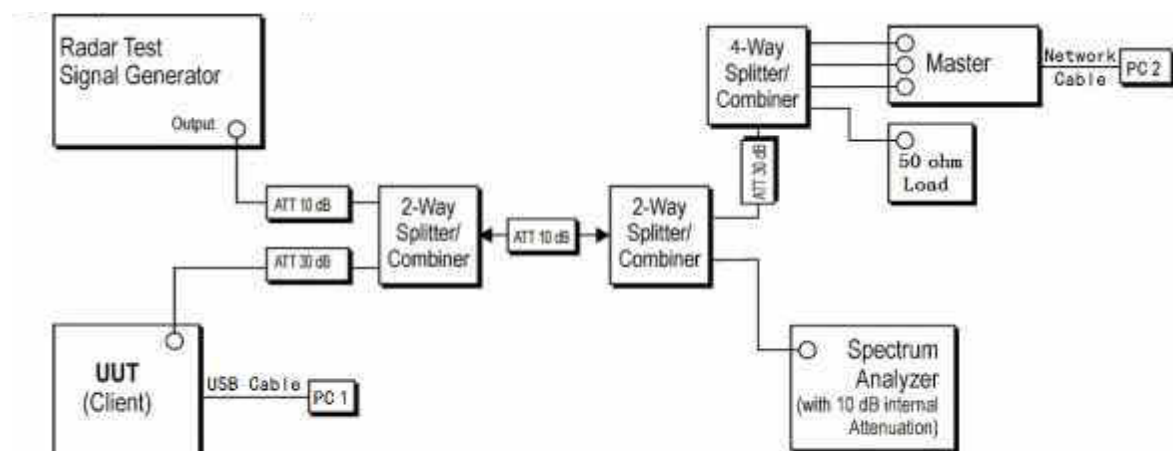 Radar Test
Signal Generator
Output
4-Way
Splitter/
Combiner
Master
Network
Cable
PC 2
50 ohm
Load
ATT 30 dB
ATT 10 dB
2-Way
Splitter/
Combiner
ATT 10 dB
2-Way
Splitter/
Combiner
ATT 30 dB
UUT
(Client)
USB Cable
PC 1
Spectrum
Analyzer
(with 10 dB internal
Attenuation)